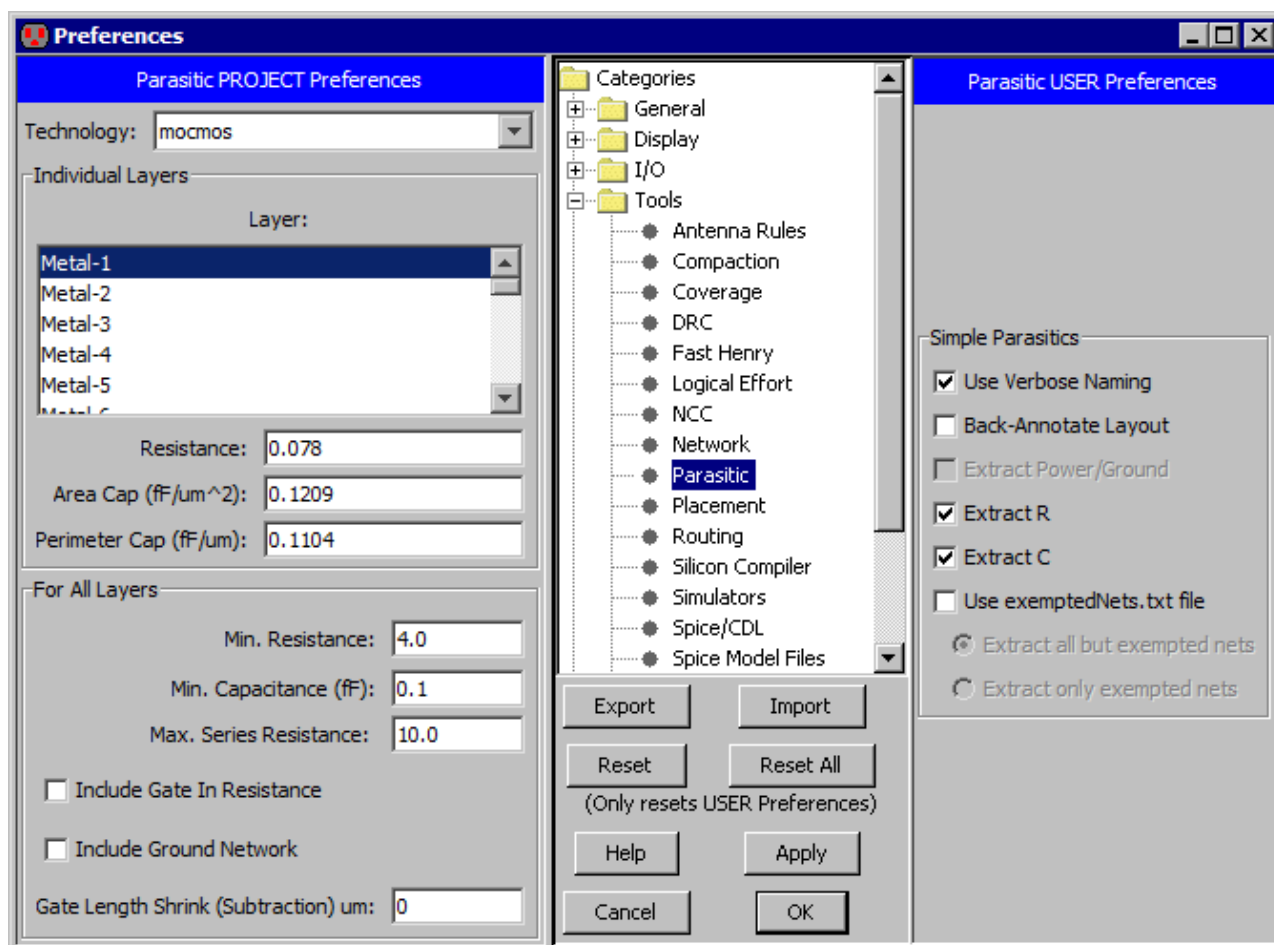 Preferences
Parasitic PROJECT Preferences
Technology: mocmos
Individual Layers
Layer:
Metal-1
Metal-2
Metal-3
Metal-4
Metal-5
Resistance: 0.078
Area Cap (fF/um^2): 0.1209
Perimeter Cap (fF/um): 0.1104
For All Layers
Min. Resistance: 4.0
Min. Capacitance (fF): 0.1
Max. Series Resistance: 10.0
Include Gate In Resistance
Include Ground Network
Gate Length Shrink (Subtraction) um: 0
Categories
General
Display
I/O
Tools
Antenna Rules
Compaction
Coverage
DRC
Fast Henry
Logical Effort
NCC
Network
Parasitic
Placement
Routing
Silicon Compiler
Simulators
Spice/CDL
Spice Model Files
Export Import
Reset Reset All
(Only resets USER Preferences)
Help Apply
Cancel OK
Parasitic USER Preferences
Simple Parasitics
Use Verbose Naming
Back-Annotate Layout
Extract Power/Ground
Extract R
Extract C
Use exemptedNets.txt file
Extract all but exempted nets
Extract only exempted nets